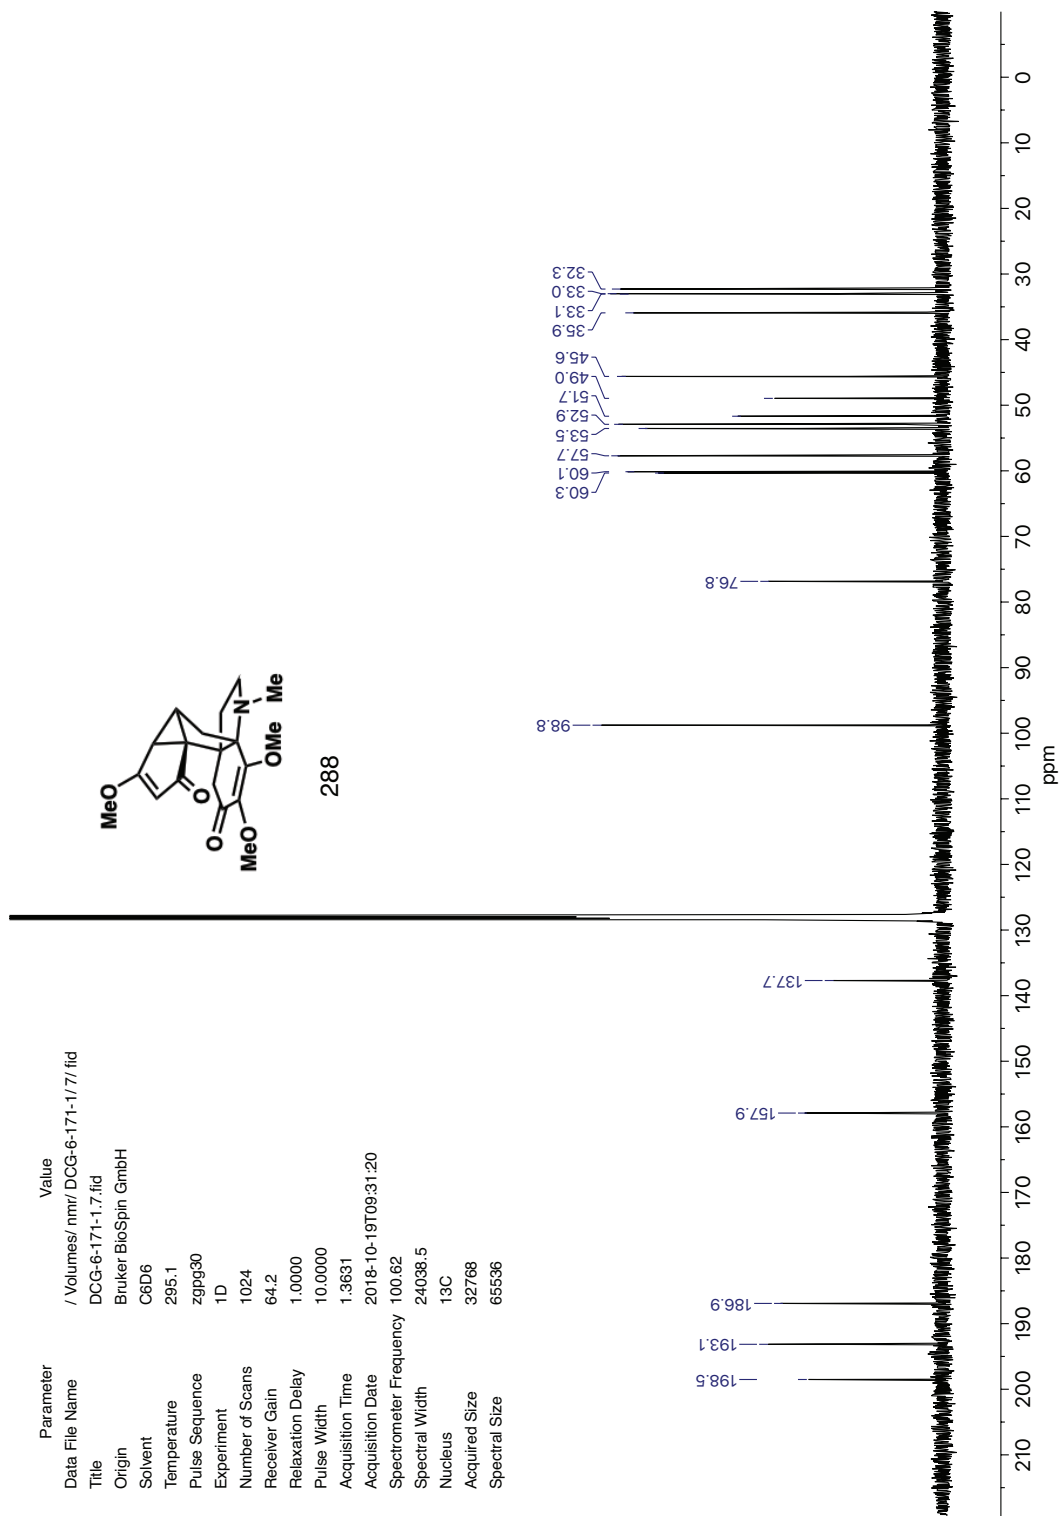 Parameter Value
Data File Name / Volumes/ nmr/ DCG-6-171-1/ 7/ fid
Title DCG-6-171-1.7.fid
Origin Bruker BioSpin GmbH
Solvent C6D6
Temperature 295.1
Pulse Sequence zgpg30
Experiment 1D
Number of Scans 1024
Receiver Gain 64.2
Relaxation Delay 1.0000
Pulse Width 10.0000
Acquisition Time 1.3631
Acquisition Date 2018-10-19T09:31:20
Spectrometer Frequency 100.62
Spectral Width 24038.5
Nucleus 13C
Acquired Size 32768
Spectral Size 65536
MeO
O
O
MeO
OMe
N
Me
288
198.5
193.1
186.9
157.9
137.7
98.8
76.8
60.3
60.1
57.7
53.5
52.9
51.7
49.0
45.6
35.9
33.1
33.0
32.3
210 200 190 180 170 160 150 140 130 120 110 100 90 80 70 60 50 40 30 20 10 0
ppm